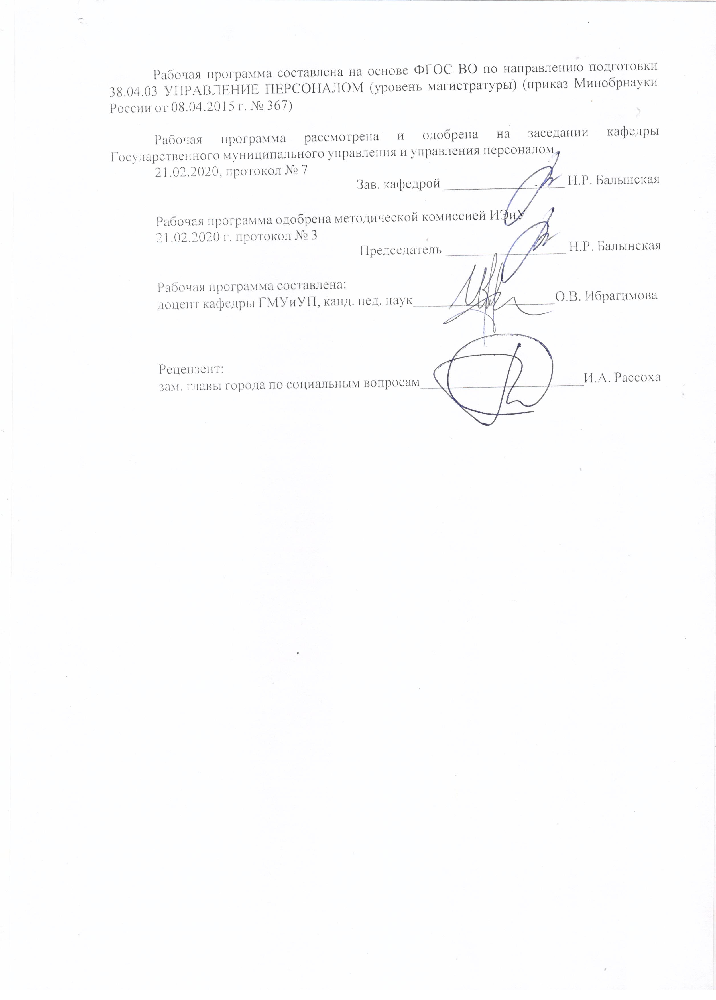 Рабочая программа составлена на основе ФГОС ВО по направлению подготовки
38.04.03 УПРАВЛЕНИЕ ПЕРСОНАЛОМ (уровень магистратуры) (приказ Минобрнауки
России от 08.04.2015 г. № 367)
Рабочая программа рассмотрена и одобрена на заседании кафедры
Государственного муниципального управления и управления персоналом
21.02.2020, протокол № 7
Зав. кафедрой ____________________ Н.Р. Балынская
Рабочая программа одобрена методической комиссией ИЭиУ
21.02.2020 г. протокол № 3
Председатель ____________________ Н.Р. Балынская
Рабочая программа составлена:
доцент кафедры ГМУиУП, канд. пед. наук____________________О.В. Ибрагимова
Рецензент:
зам. главы города по социальным вопросам____________________И.А. Рассоха